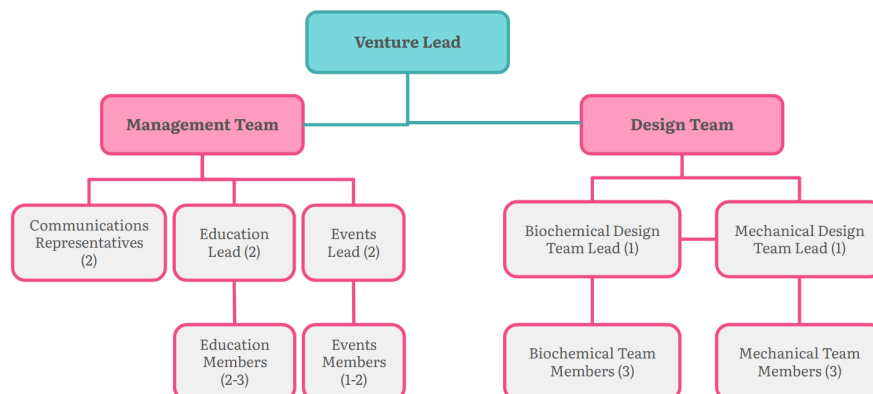 Venture Lead
Management Team
Design Team
Communications
Representatives
(2)
Education
Lead (2)
Events
Lead (2)
Biochemical Design
Team Lead (1)
Mechanical Design
Team Lead (1)
Education
Members
(2-3)
Events
Members
(1-2)
Biochemical Team
Members (3)
Mechanical Team
Members (3)